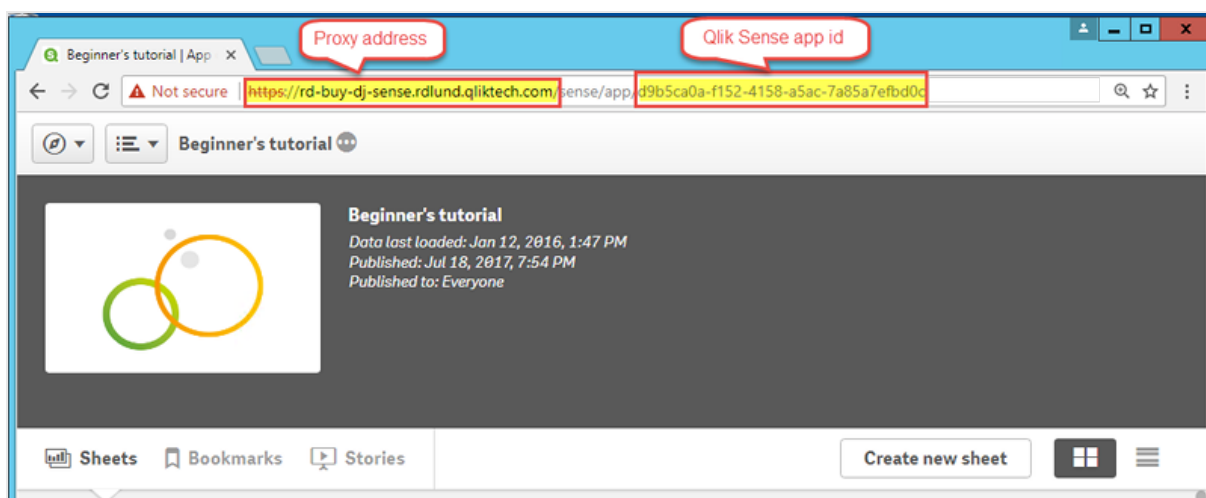 Proxy address
Qlik Sense app id
Beginner's tutorial | App
Not secure | https://rd-buy-dj-sense.rdlund.qliktech.com/sense/app/d9b5ca0a-f152-4158-a5ac-7a85a7efbd0c
Beginner's tutorial
Beginner's tutorial
Data last loaded: Jan 12, 2016, 1:47 PM
Published: Jul 18, 2017, 7:54 PM
Published to: Everyone
Sheets Bookmarks Stories Create new sheet